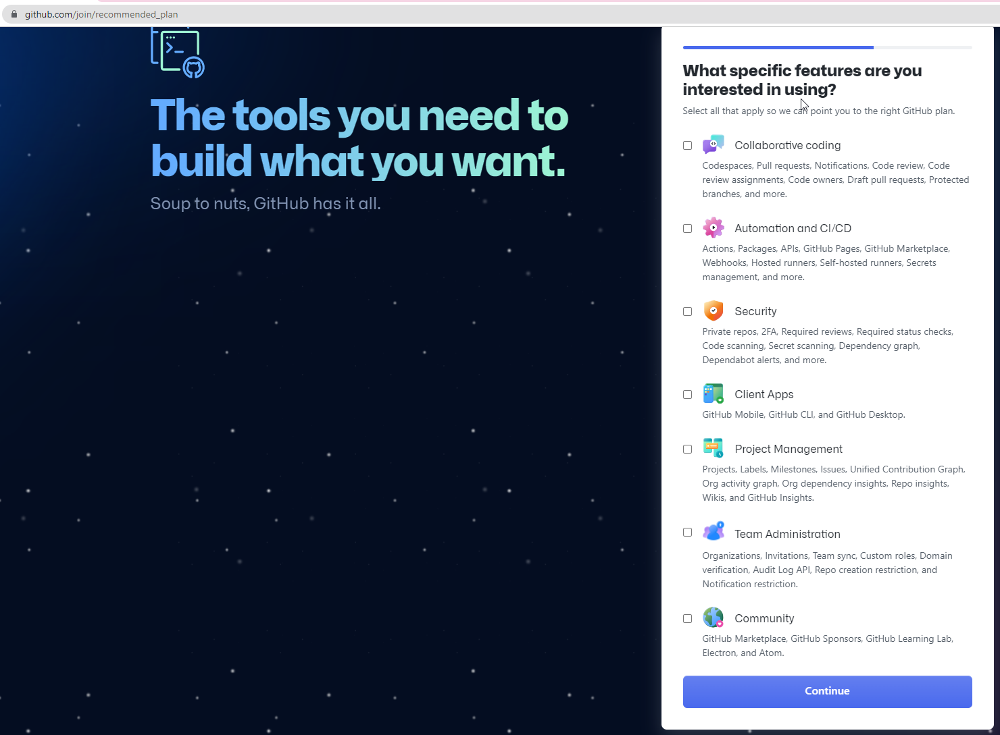 github.com/join/recommended_plan
The tools you need to
build what you want.
Soup to nuts, GitHub has it all.
What specific features are you
interested in using?
Select all that apply so we can point you to the right GitHub plan.
Collaborative coding
Codespaces, Pull requests, Notifications, Code review, Code
review assignments, Code owners, Draft pull requests, Protected
branches, and more.
Automation and CI/CD
Actions, Packages, APIs, GitHub Pages, GitHub Marketplace,
Webhooks, Hosted runners, Self-hosted runners, Secrets
management, and more.
Security
Private repos, 2FA, Required reviews, Required status checks,
Code scanning, Secret scanning, Dependency graph,
Dependabot alerts, and more.
Client Apps
GitHub Mobile, GitHub CLI, and GitHub Desktop.
Project Management
Projects, Labels, Milestones, Issues, Unified Contribution Graph,
Org activity graph, Org dependency insights, Repo insights,
Wikis, and GitHub Insights.
Team Administration
Organizations, Invitations, Team sync, Custom roles, Domain
verification, Audit Log API, Repo creation restriction, and
Notification restriction.
Community
GitHub Marketplace, GitHub Sponsors, GitHub Learning Lab,
Electron, and Atom.
Continue